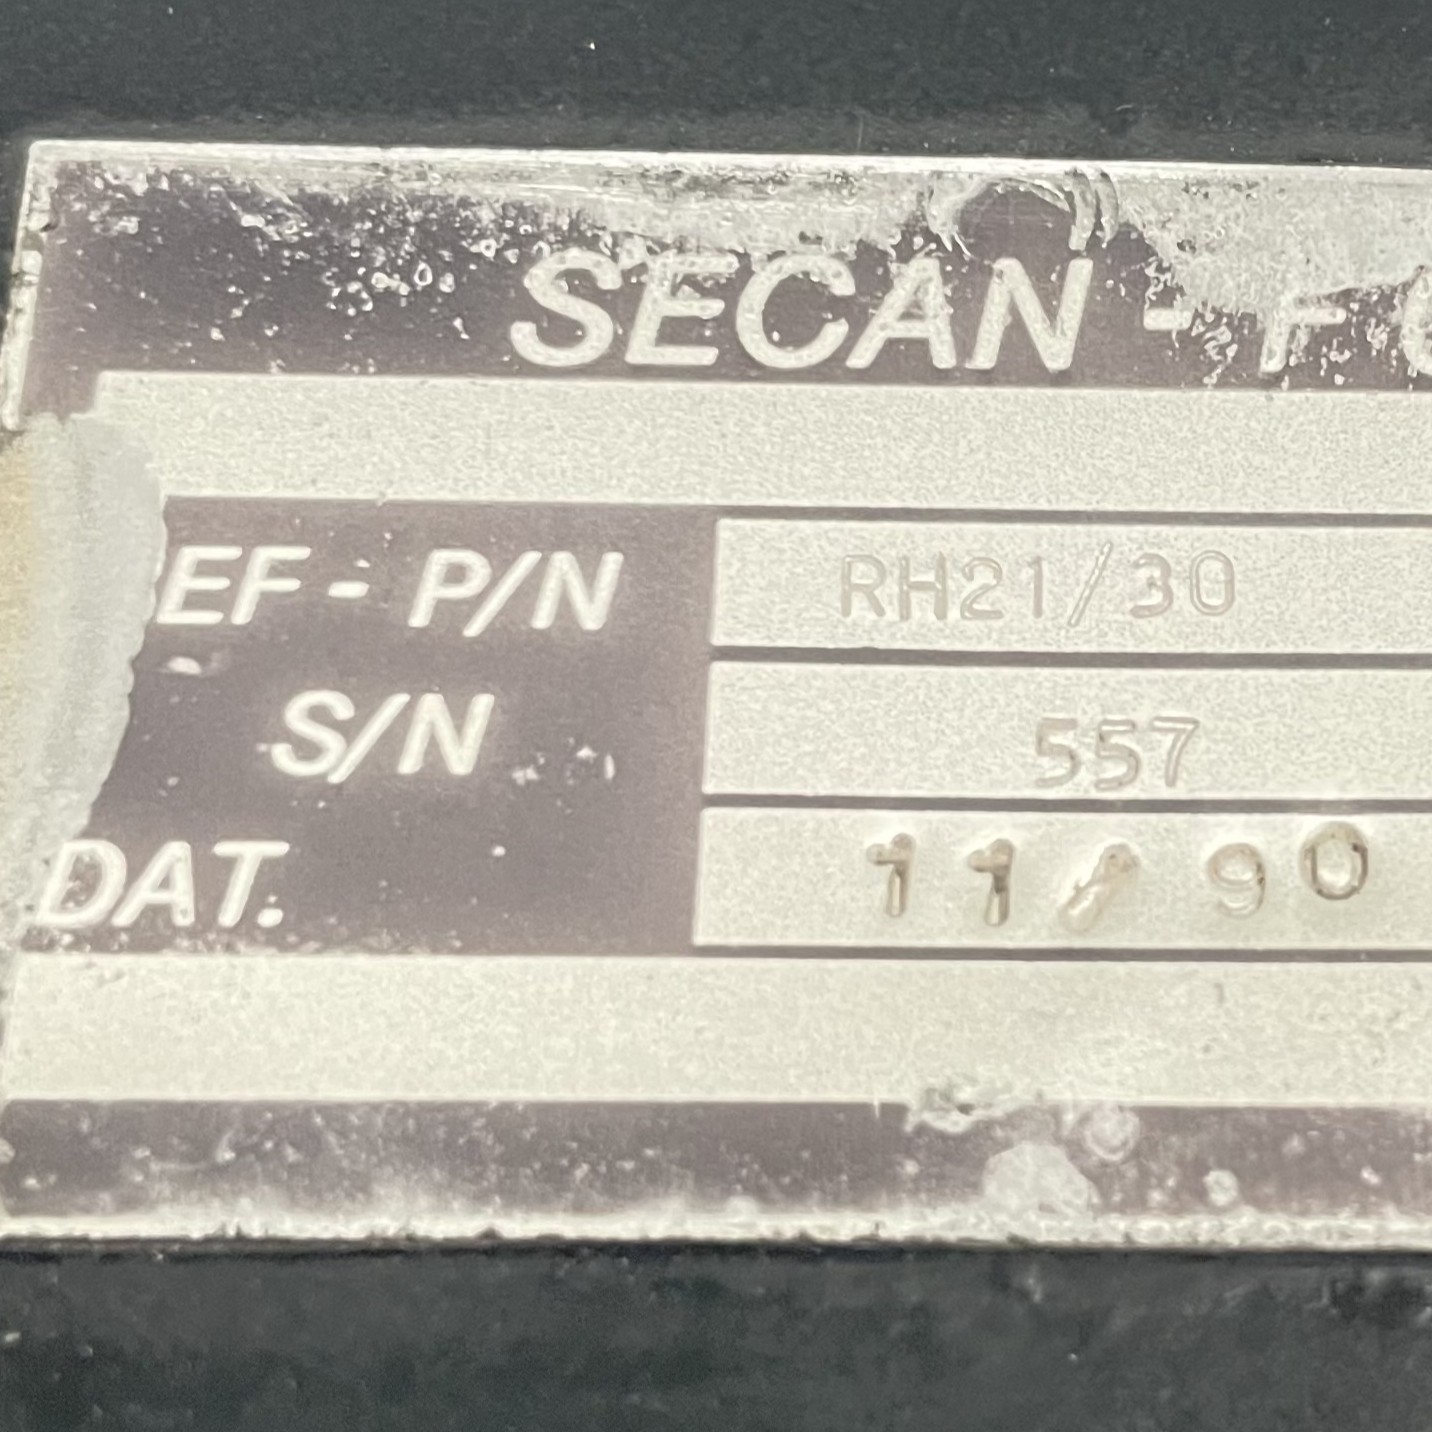 SECAN - F
EF - P/N RH21/30
S/N 557
DAT. 11/90